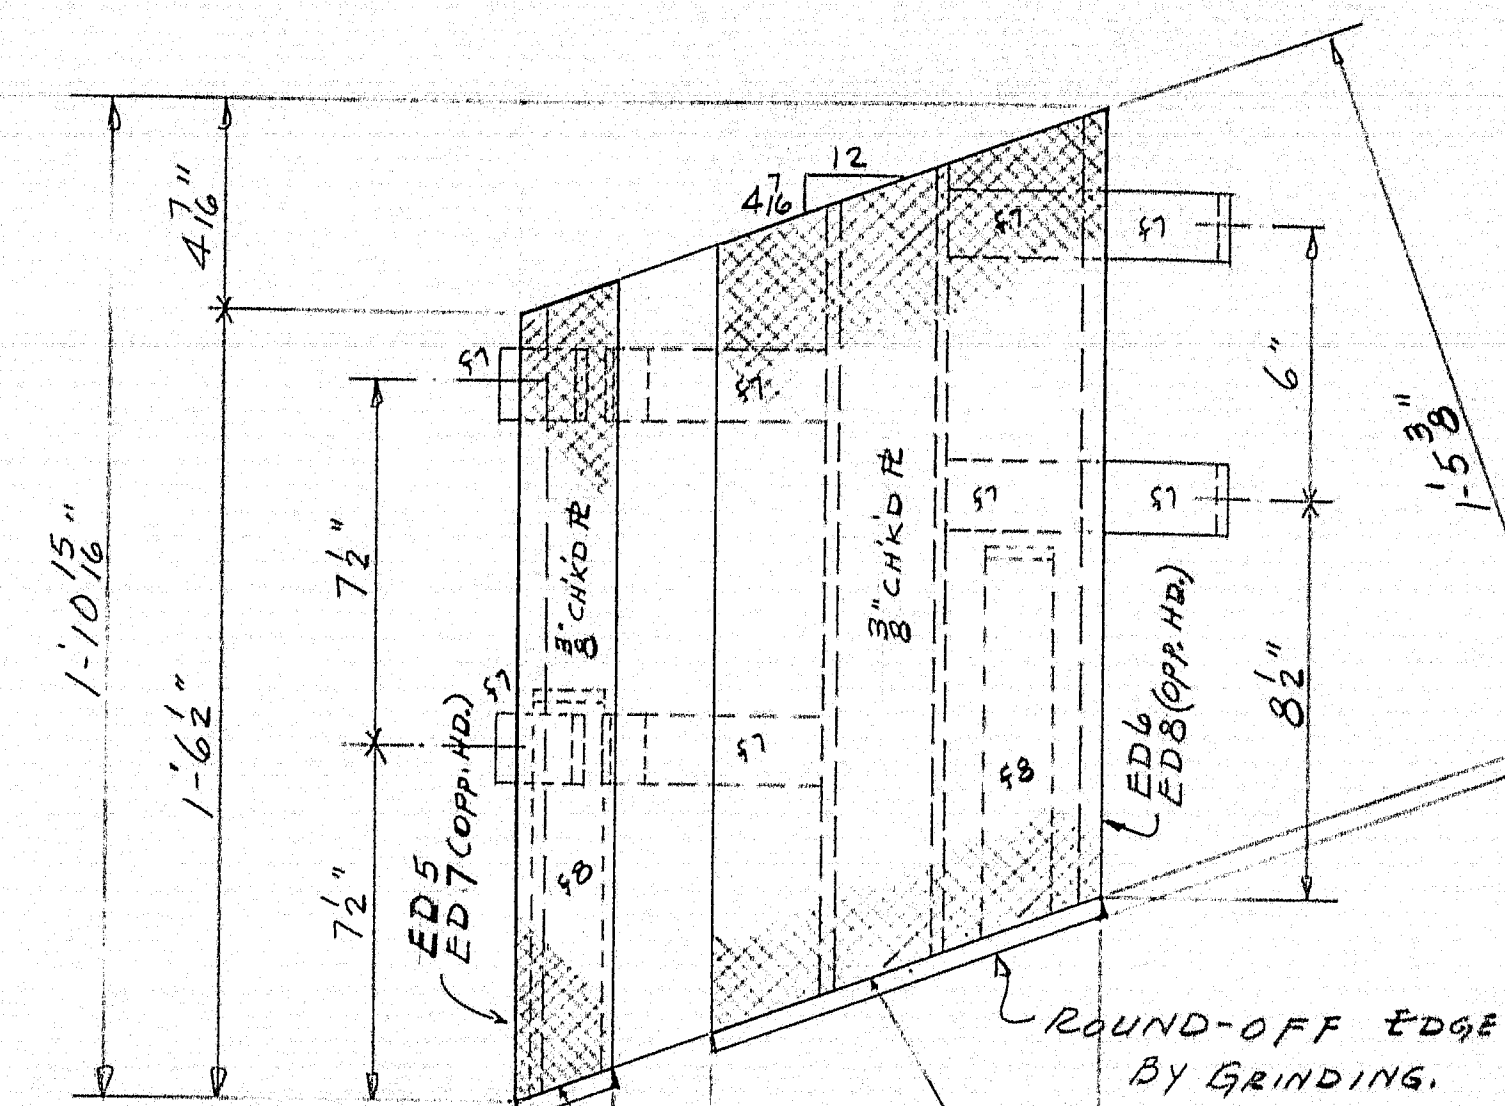 12
4 7/16
4 7/16"
1'-10 15/16"
1'-6 1/2"
7 1/2"
7 1/2"
6"
8 1/2"
1'-5 3/8"
3/8" CH'K'D PL
3/8" CH'K'D PL
ED5
ED7 (OPP. HD.)
ED6
ED8 (OPP. HD.)
ROUND-OFF EDGE
BY GRINDING.